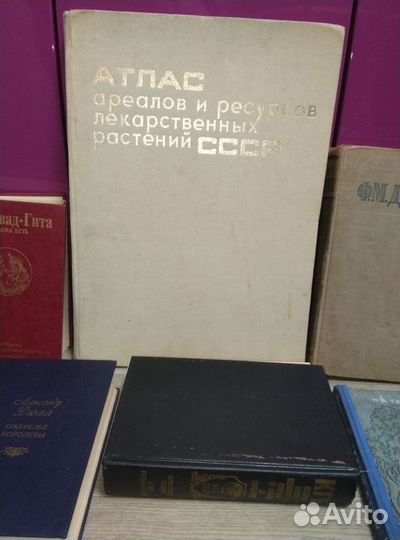 АТЛАС
ареалов и ресурсов
лекарственных
растений СССР
вад-Гита
ОНА ЕСТЬ
Ф.М.Д
Александр
Дюма
ОЖЕРЕЛЬЕ
КОРОЛЕВЫ
Avito